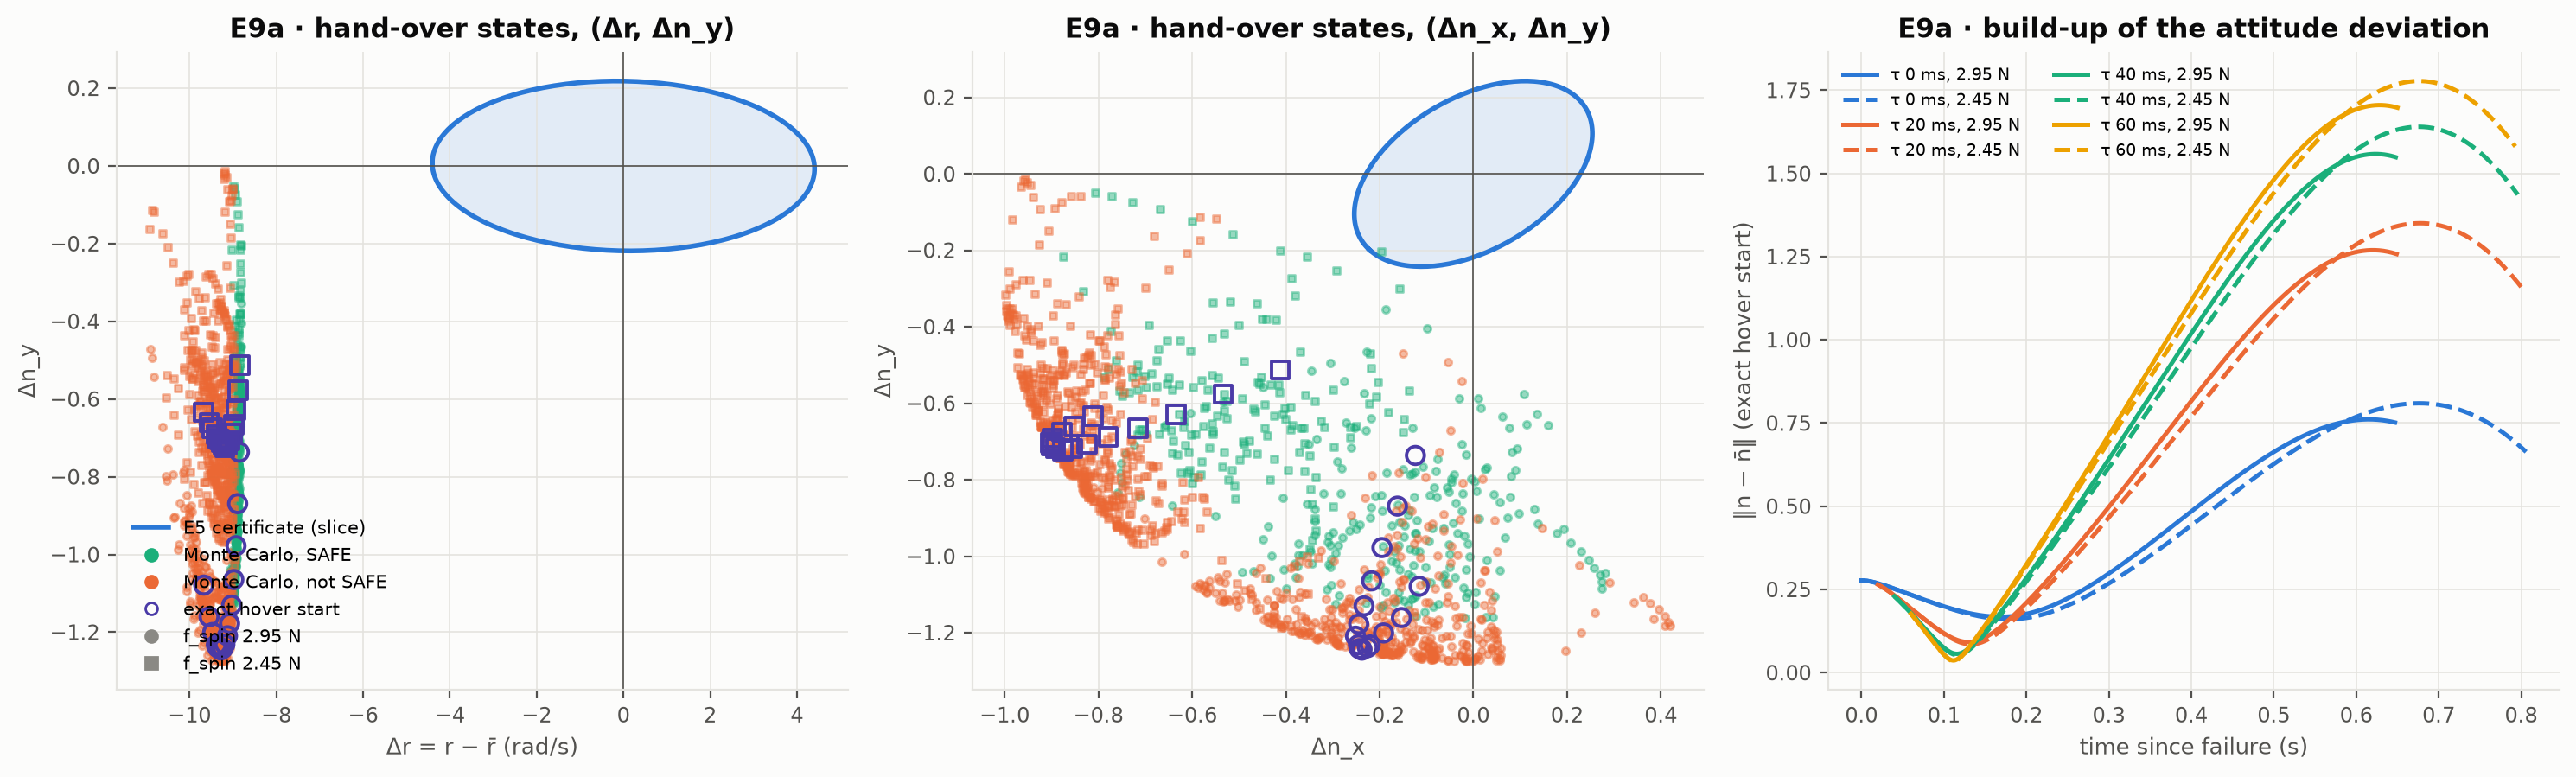 E9a · hand-over states, (Δr, Δn_y)
0.2
0.0
−0.2
−0.4
−0.6
−0.8
−1.0
−1.2
Δn_y
E5 certificate (slice)
Monte Carlo, SAFE
Monte Carlo, not SAFE
exact hover start
f_spin 2.95 N
f_spin 2.45 N
−10
−8
−6
−4
−2
0
2
4
Δr = r − r̄ (rad/s)
E9a · hand-over states, (Δn_x, Δn_y)
0.2
0.0
−0.2
−0.4
−0.6
−0.8
−1.0
−1.2
Δn_y
−1.0
−0.8
−0.6
−0.4
−0.2
0.0
0.2
0.4
Δn_x
E9a · build-up of the attitude deviation
τ 0 ms, 2.95 N
τ 0 ms, 2.45 N
τ 20 ms, 2.95 N
τ 20 ms, 2.45 N
τ 40 ms, 2.95 N
τ 40 ms, 2.45 N
τ 60 ms, 2.95 N
τ 60 ms, 2.45 N
1.75
1.50
1.25
1.00
0.75
0.50
0.25
0.00
‖n − n̄‖ (exact hover start)
0.0
0.1
0.2
0.3
0.4
0.5
0.6
0.7
0.8
time since failure (s)